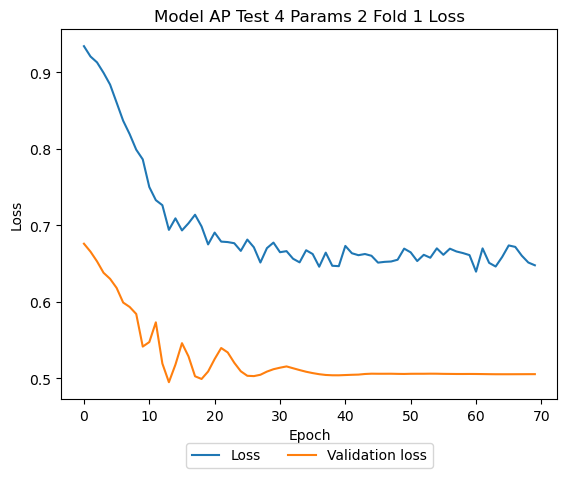 Model AP Test 4 Params 2 Fold 1 Loss
Loss
0.9
0.8
0.7
0.6
0.5
0 10 20 30 40 50 60 70
Epoch
Loss Validation loss